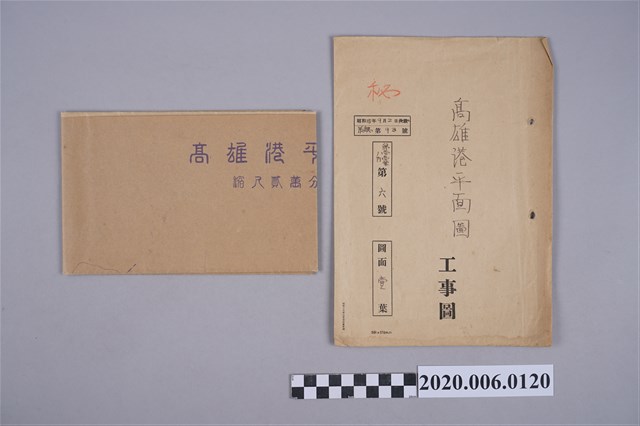 高雄港平
縮尺貳萬分
秘
高雄港平面圖
工事圖
第六號
圖面壹葉
2020.006.0120